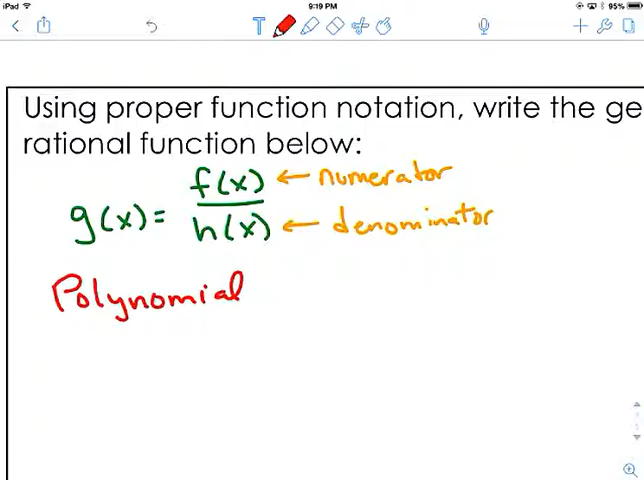 iPad 9:19 PM 95%
T
Using proper function notation, write the ge
rational function below:
g(x) = f(x) / h(x)
← numerator
← denominator
Polynomial